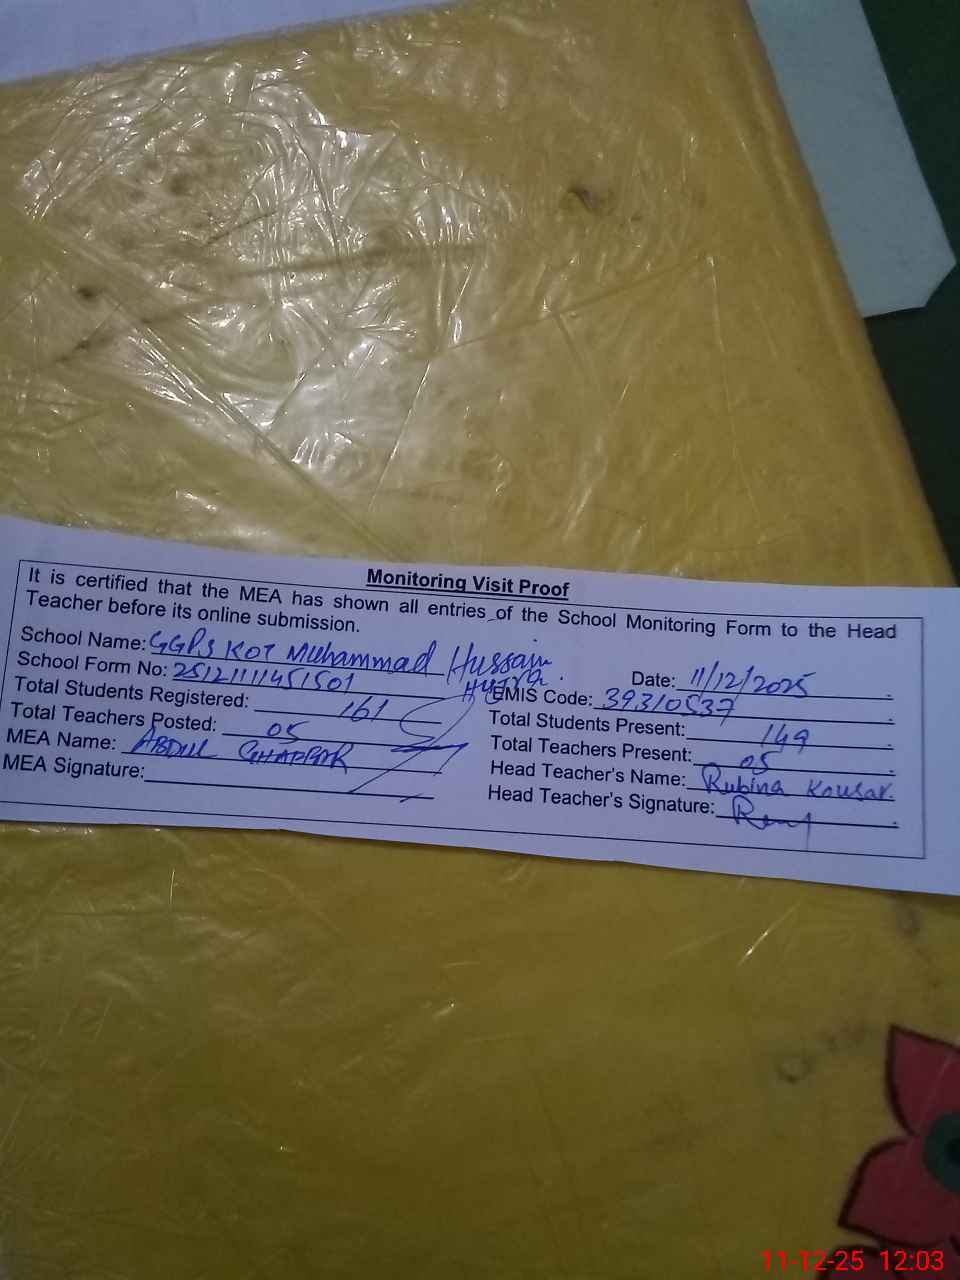 Monitoring Visit Proof
It is certified that the MEA has shown all entries of the School Monitoring Form to the Head
Teacher before its online submission.
School Name: GGPS KOT Muhammad Hussain
Hujra.
Date: 11/12/2025
School Form No: 25121111451501 EMIS Code: 39310537
Total Students Registered: 161 Total Students Present: 149
Total Teachers Posted: 05 Total Teachers Present: 05
MEA Name: ABDUL GHAFFAR Head Teacher's Name: Rubina Kousar.
MEA Signature: Head Teacher's Signature:
11-12-25 12:03